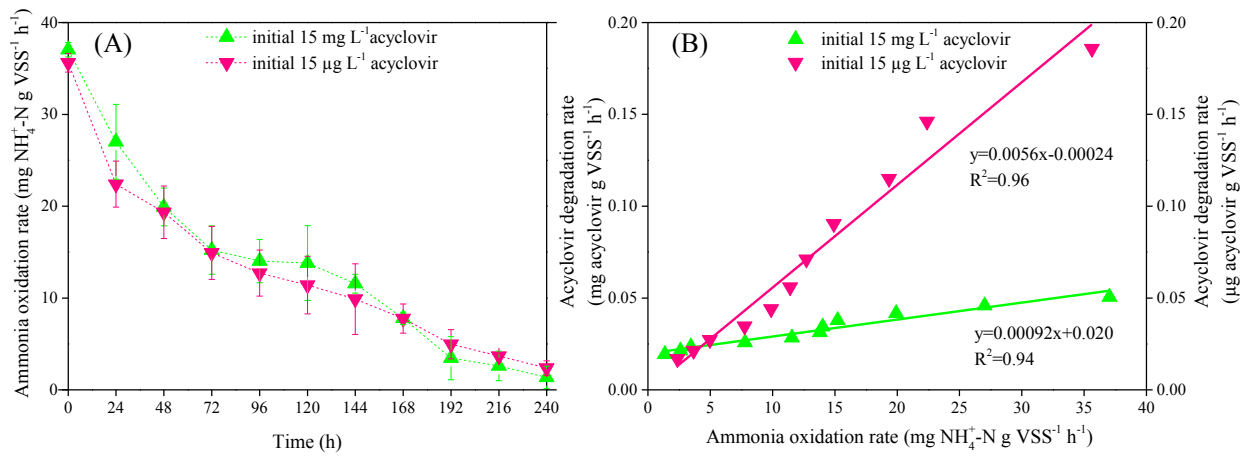 (A)
initial 15 mg L⁻¹acyclovir
initial 15 µg L⁻¹ acyclovir
Ammonia oxidation rate (mg NH₄⁺-N g VSS⁻¹ h⁻¹)
40
30
20
10
0
0 24 48 72 96 120 144 168 192 216 240
Time (h)
(B)
initial 15 mg L⁻¹ acyclovir
initial 15 µg L⁻¹ acyclovir
Acyclovir degradation rate
(mg acyclovir g VSS⁻¹ h⁻¹)
0.20
0.15
0.10
0.05
0.00
y=0.0056x-0.00024
R²=0.96
y=0.00092x+0.020
R²=0.94
0 5 10 15 20 25 30 35 40
Ammonia oxidation rate (mg NH₄⁺-N g VSS⁻¹ h⁻¹)
0.20
0.15
0.10
0.05
0.00
Acyclovir degradation rate
(µg acyclovir g VSS⁻¹ h⁻¹)